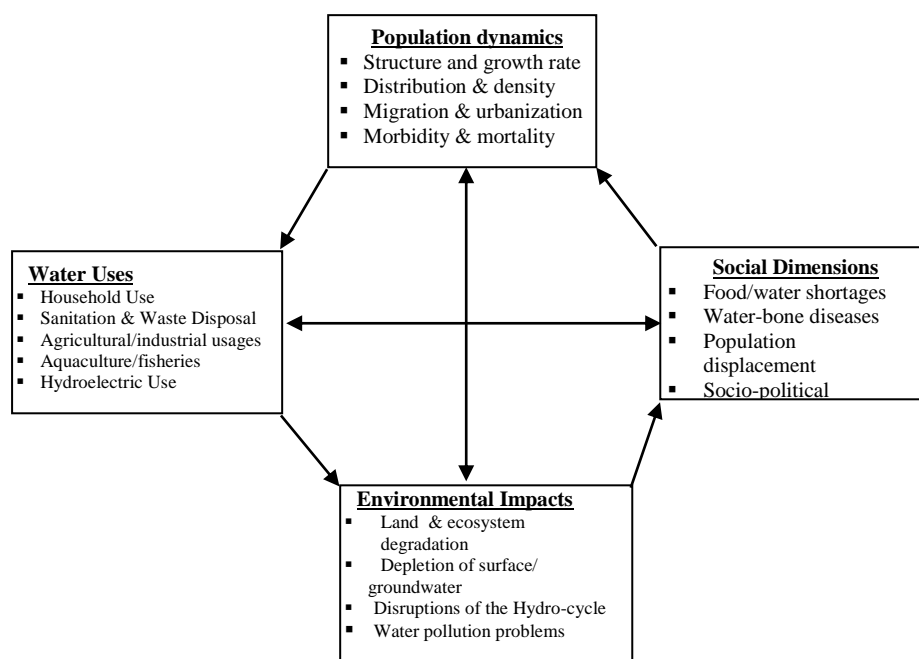 Population dynamics
▪ Structure and growth rate
▪ Distribution & density
▪ Migration & urbanization
▪ Morbidity & mortality
Water Uses
▪ Household Use
▪ Sanitation & Waste Disposal
▪ Agricultural/industrial usages
▪ Aquaculture/fisheries
▪ Hydroelectric Use
Social Dimensions
▪ Food/water shortages
▪ Water-bone diseases
▪ Population
displacement
▪ Socio-political
Environmental Impacts
▪ Land & ecosystem
degradation
▪ Depletion of surface/
groundwater
▪ Disruptions of the Hydro-cycle
▪ Water pollution problems